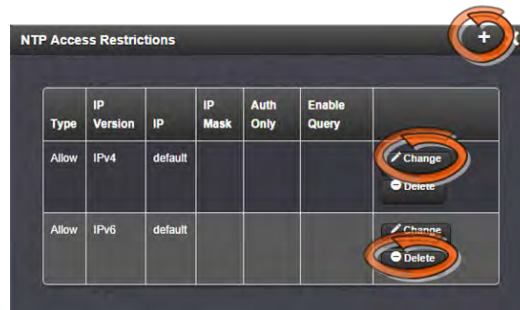 NTP Access Restrictions +
Type IP Version IP IP Mask Auth Only Enable Query
Allow IPv4 default Change
Delete
Allow IPv6 default Change
Delete